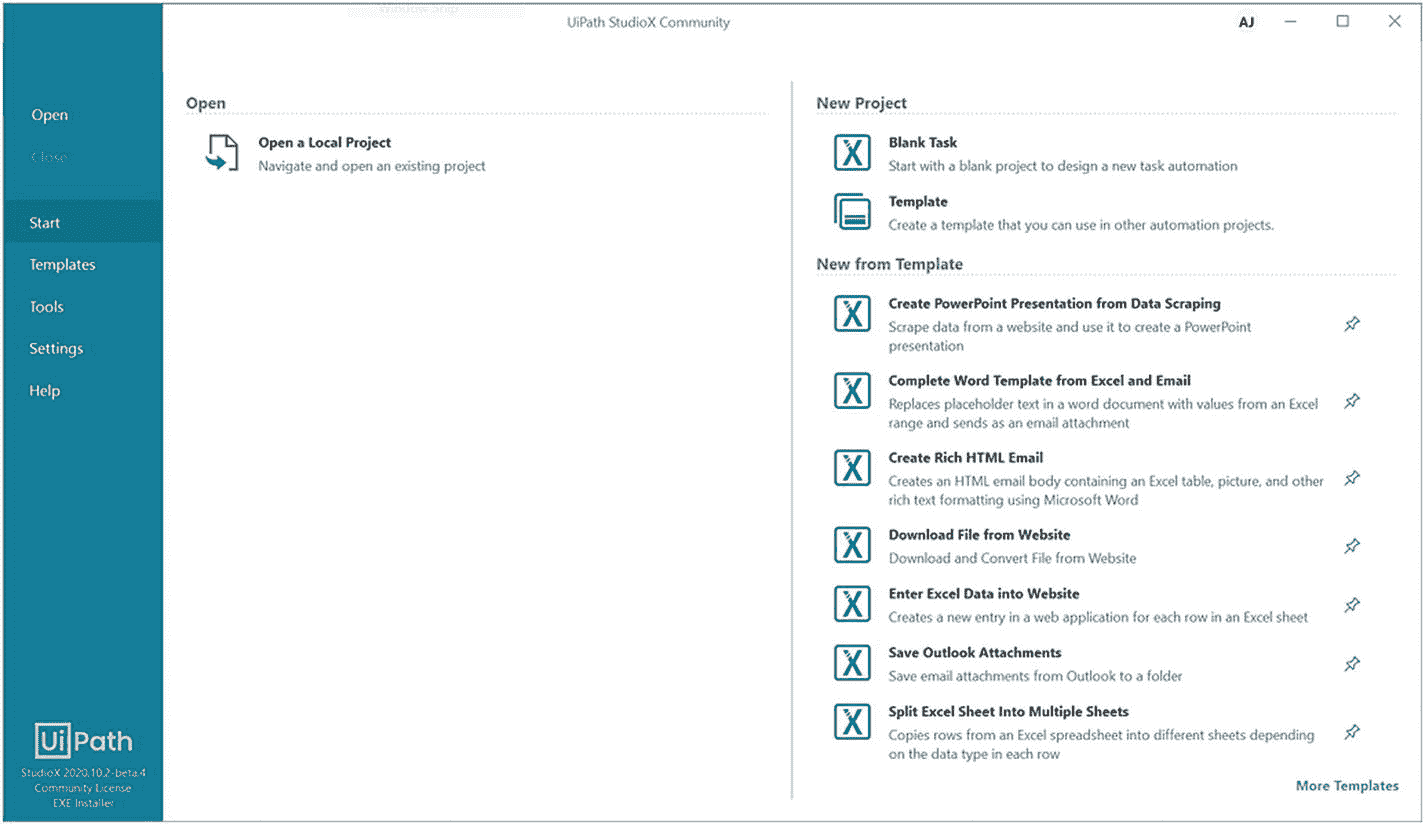 Window Snip
UiPath StudioX Community
AJ
Open
Close
Start
Templates
Tools
Settings
Help
UiPath
StudioX 2020.10.2-beta.4
Community License
EXE Installer
Open
Open a Local Project
Navigate and open an existing project
New Project
Blank Task
Start with a blank project to design a new task automation
Template
Create a template that you can use in other automation projects.
New from Template
Create PowerPoint Presentation from Data Scraping
Scrape data from a website and use it to create a PowerPoint
presentation
Complete Word Template from Excel and Email
Replaces placeholder text in a word document with values from an Excel
range and sends as an email attachment
Create Rich HTML Email
Creates an HTML email body containing an Excel table, picture, and other
rich text formatting using Microsoft Word
Download File from Website
Download and Convert File from Website
Enter Excel Data into Website
Creates a new entry in a web application for each row in an Excel sheet
Save Outlook Attachments
Save email attachments from Outlook to a folder
Split Excel Sheet Into Multiple Sheets
Copies rows from an Excel spreadsheet into different sheets depending
on the data type in each row
More Templates